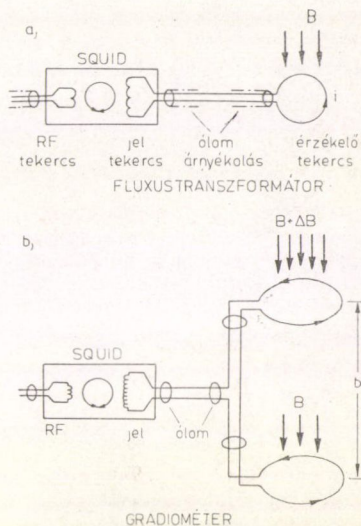 a,
B
SQUID
i
RF tekercs
jel tekercs
ólom árnyékolás
érzékelő tekercs
FLUXUSTRANSZFORMÁTOR
b,
B+ΔB
SQUID
b
B
RF
jel
ólom
GRADIOMÉTER